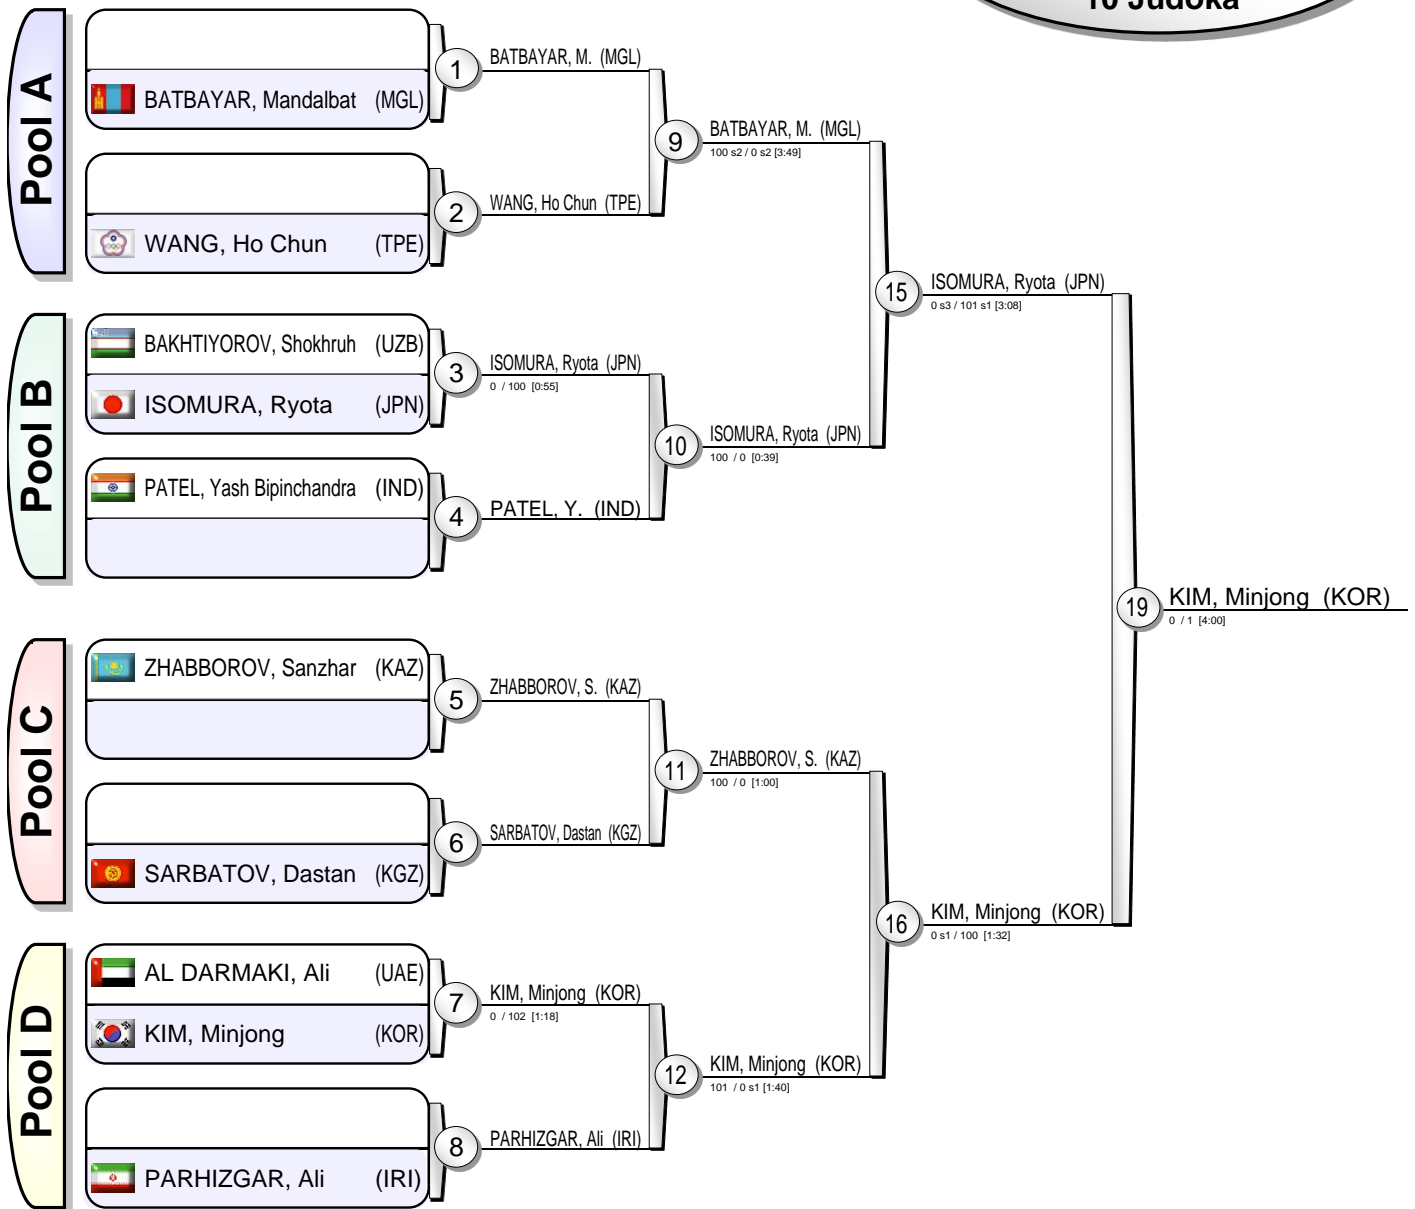 10 Judoka
Pool A
BATBAYAR, Mandalbat (MGL)
1
BATBAYAR, M. (MGL)
WANG, Ho Chun (TPE)
2
WANG, Ho Chun (TPE)
9
BATBAYAR, M. (MGL)
100 s2 / 0 s2 [3:49]
Pool B
BAKHTIYOROV, Shokhruh (UZB)
ISOMURA, Ryota (JPN)
3
ISOMURA, Ryota (JPN)
0 / 100 [0:55]
PATEL, Yash Bipinchandra (IND)
4
PATEL, Y. (IND)
10
ISOMURA, Ryota (JPN)
100 / 0 [0:39]
15
ISOMURA, Ryota (JPN)
0 s3 / 101 s1 [3:08]
Pool C
ZHABBOROV, Sanzhar (KAZ)
5
ZHABBOROV, S. (KAZ)
SARBATOV, Dastan (KGZ)
6
SARBATOV, Dastan (KGZ)
11
ZHABBOROV, S. (KAZ)
100 / 0 [1:00]
Pool D
AL DARMAKI, Ali (UAE)
KIM, Minjong (KOR)
7
KIM, Minjong (KOR)
0 / 102 [1:18]
PARHIZGAR, Ali (IRI)
8
PARHIZGAR, Ali (IRI)
12
KIM, Minjong (KOR)
101 / 0 s1 [1:40]
16
KIM, Minjong (KOR)
0 s1 / 100 [1:32]
19
KIM, Minjong (KOR)
0 / 1 [4:00]